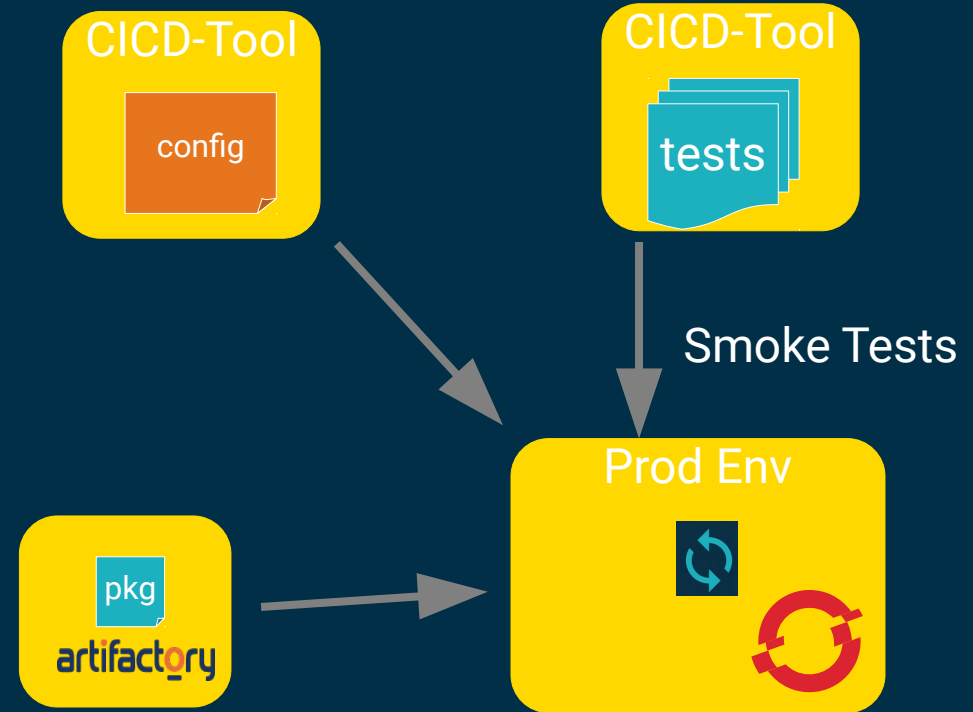 CICD-Tool
config
CICD-Tool
tests
Smoke Tests
Prod Env
pkg
artifactory